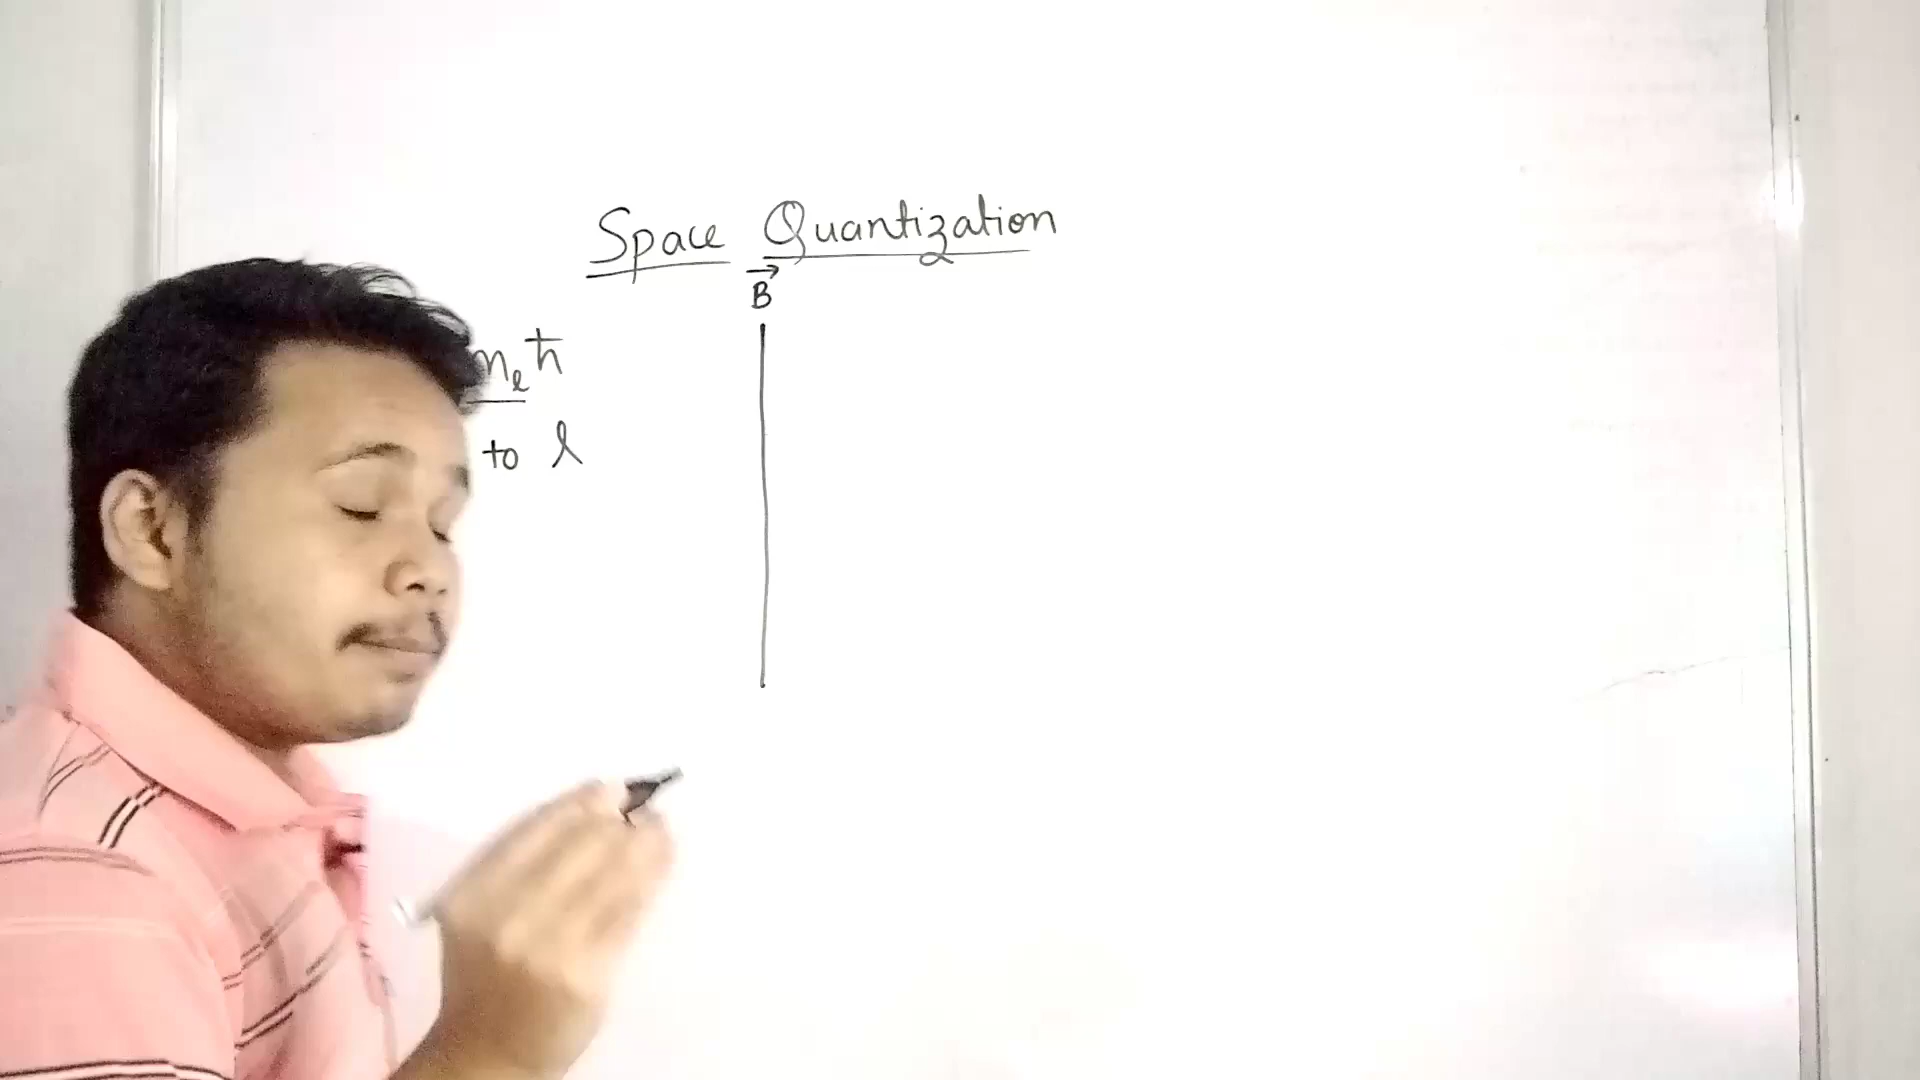 Space Quantization
B⃗
mₗħ
to l